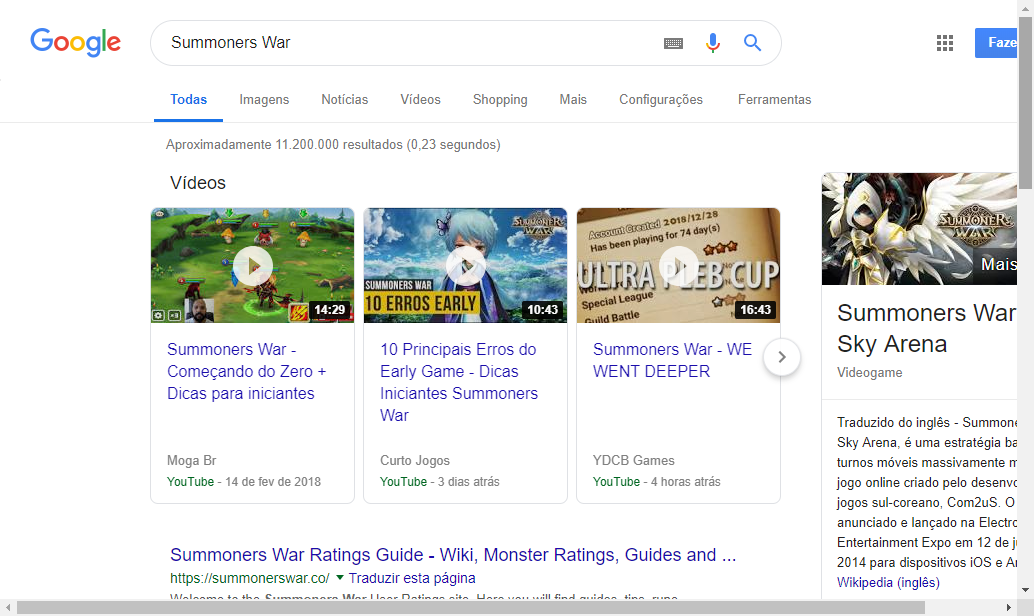 Google
Summoners War
Faze
Todas
Imagens
Notícias
Vídeos
Shopping
Mais
Configurações
Ferramentas
Aproximadamente 11.200.000 resultados (0,23 segundos)
Vídeos
14:29
Summoners War -
Começando do Zero +
Dicas para iniciantes
Moga Br
YouTube - 14 de fev de 2018
SUMMONERS WAR
SUMMONERS WAR
10 ERROS EARLY
10:43
10 Principais Erros do
Early Game - Dicas
Iniciantes Summoners
War
Curto Jogos
YouTube - 3 dias atrás
Account Created 2018/12/28
Has been playing for 74 day(s)
ULTRA PLEB CUP
Special League
Guild Battle
16:43
Summoners War - WE
WENT DEEPER
YDCB Games
YouTube - 4 horas atrás
Summoners War Ratings Guide - Wiki, Monster Ratings, Guides and ...
https://summonerswar.co/ ▼ Traduzir esta página
Welcome to the Summoners War User Ratings site. Here you will find guides, tips, runs
SUMMONERS WAR
Mais
Summoners War
Sky Arena
Videogame
Traduzido do inglês - Summone
Sky Arena, é uma estratégia ba
turnos móveis massivamente m
jogo online criado pelo desenvo
jogos sul-coreano, Com2uS. O
anunciado e lançado na Electro
Entertainment Expo em 12 de ju
2014 para dispositivos iOS e An
Wikipedia (inglês)